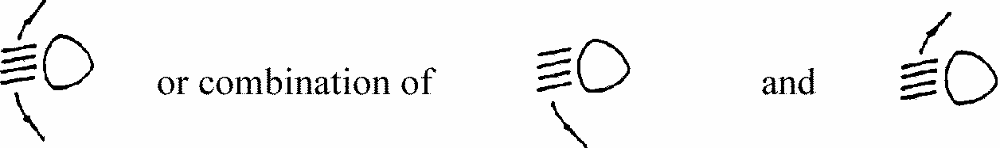 or combination of and